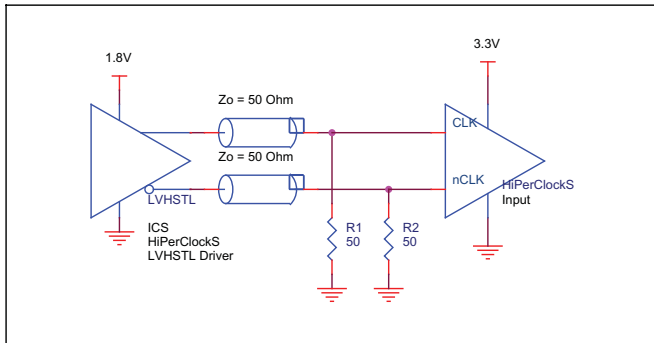 1.8V
3.3V
Zo = 50 Ohm
CLK
Zo = 50 Ohm
nCLK
LVHSTL
HiPerClockS
Input
ICS
HiPerClockS
LVHSTL Driver
R1
50
R2
50